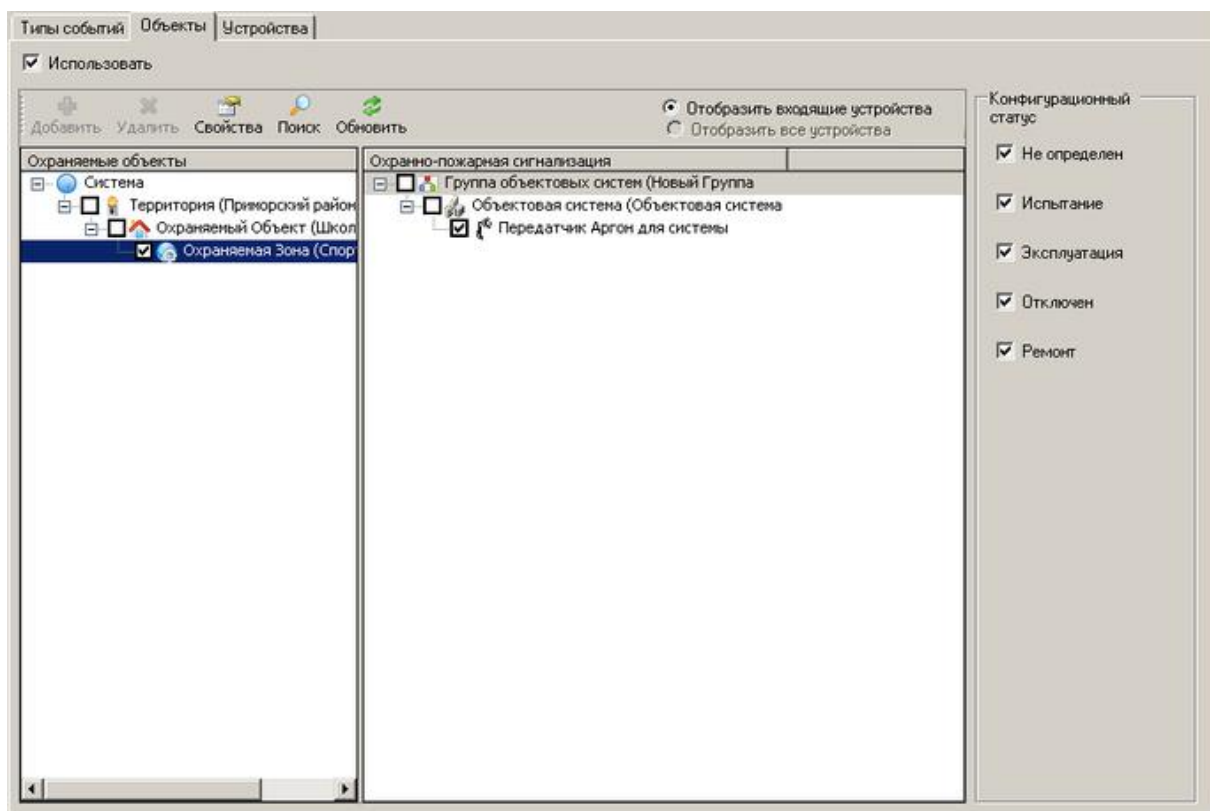 Типы событий Объекты Устройства
Использовать
Добавить Удалить Свойства Поиск Обновить
Отобразить входящие устройства
Отобразить все устройства
Охраняемые объекты
Система
Территория (Приморский район
Охраняемый Объект (Школ
Охраняемая Зона (Спор
Охранно-пожарная сигнализация
Группа объектовых систем (Новый Группа
Объектовая система (Объектовая система
Передатчик Аргон для системы
Конфигурационный
статус
Не определен
Испытание
Эксплуатация
Отключен
Ремонт